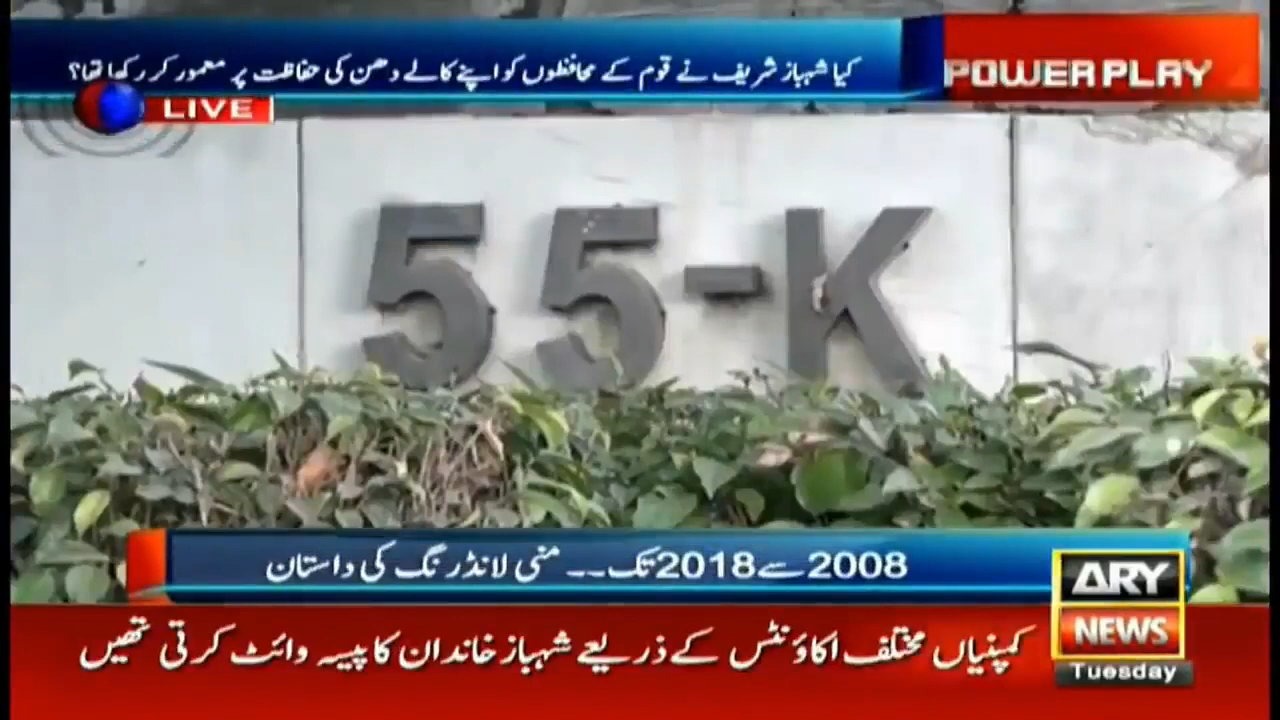 کیا شہباز شریف نے قوم کے محافظوں کو اپنے کالے دھن کی حفاظت پر معمور کر رکھا تھا؟
POWER PLAY
LIVE
55-K
2008 سے 2018 تک۔۔ منی لانڈرنگ کی داستان
ARY
NEWS
کمپنیاں مختلف اکاؤنٹس کے ذریعے شہباز خاندان کا پیسہ وائٹ کرتی تھیں
Tuesday